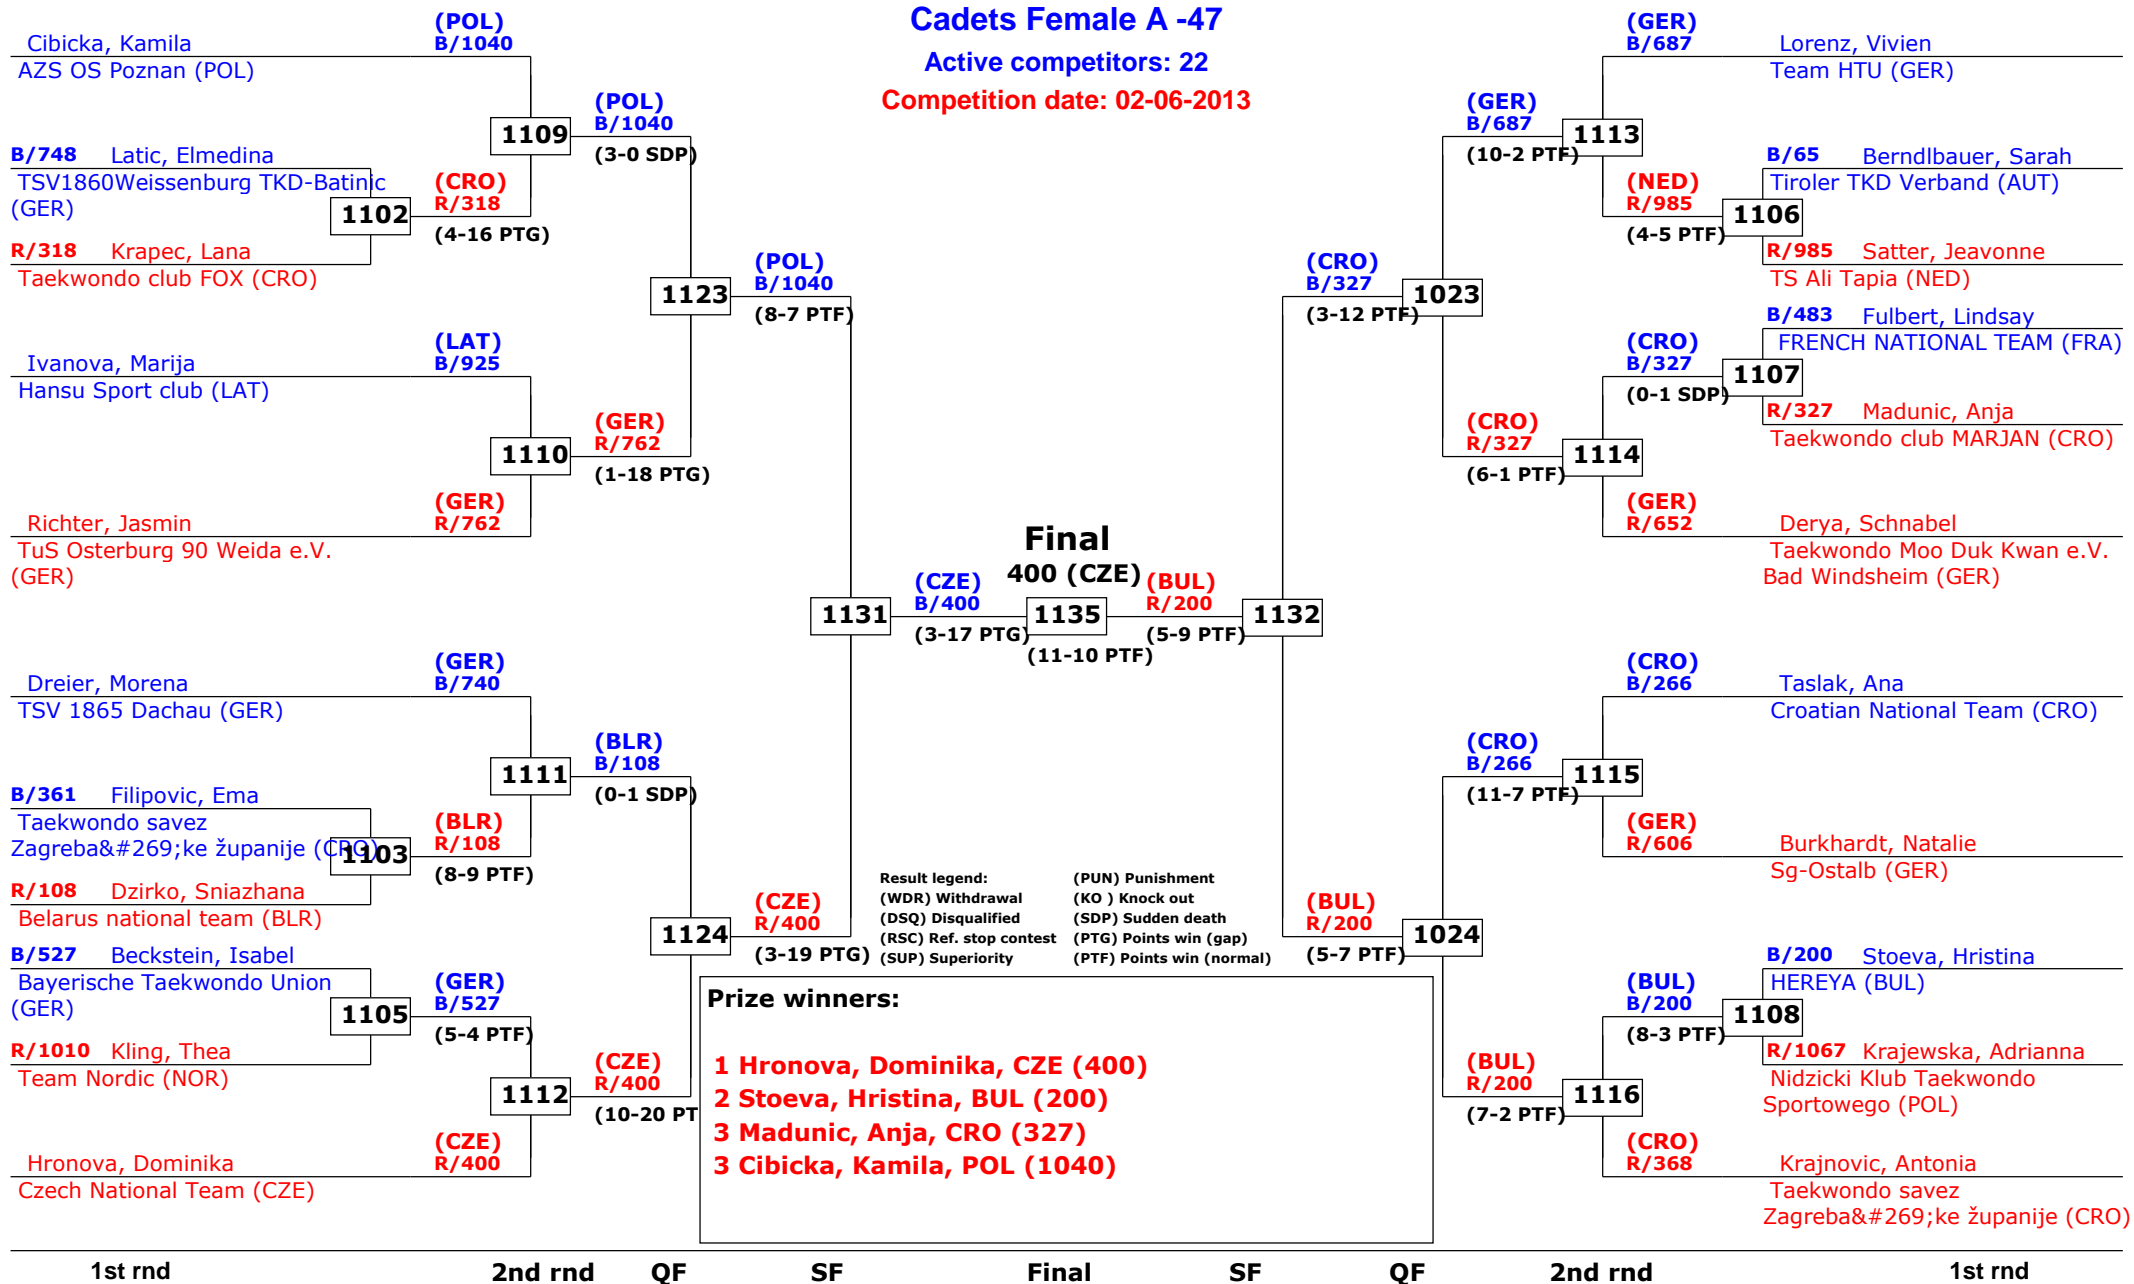 Cadets Female A -47
Active competitors: 22
Competition date: 02-06-2013
(POL)
B/1040
Cibicka, Kamila
AZS OS Poznan (POL)
1109
(POL)
B/1040
(3-0 SDP)
B/748 Latic, Elmedina
TSV1860Weissenburg TKD-Batinic
(GER)
1102
(CRO)
R/318
(4-16 PTG)
R/318 Krapec, Lana
Taekwondo club FOX (CRO)
1123
(POL)
B/1040
(8-7 PTF)
(LAT)
B/925
Ivanova, Marija
Hansu Sport club (LAT)
1110
(GER)
R/762
(1-18 PTG)
(GER)
R/762
Richter, Jasmin
TuS Osterburg 90 Weida e.V.
(GER)
1131
(CZE)
B/400
(3-17 PTG)
(GER)
B/740
Dreier, Morena
TSV 1865 Dachau (GER)
1111
(BLR)
B/108
(0-1 SDP)
B/361 Filipovic, Ema
Taekwondo savez
Zagreba&#269;ke županije (CRO)
1103
(BLR)
R/108
(8-9 PTF)
R/108 Dzirko, Sniazhana
Belarus national team (BLR)
1124
(CZE)
R/400
(3-19 PTG)
B/527 Beckstein, Isabel
Bayerische Taekwondo Union
(GER)
1105
(GER)
B/527
(5-4 PTF)
R/1010 Kling, Thea
Team Nordic (NOR)
1112
(CZE)
R/400
(10-20 PT
(CZE)
R/400
Hronova, Dominika
Czech National Team (CZE)
Final
400 (CZE)
1135
(11-10 PTF)
(GER)
B/687
Lorenz, Vivien
Team HTU (GER)
(GER)
B/687
(10-2 PTF)
1113
B/65 Berndlbauer, Sarah
Tiroler TKD Verband (AUT)
(NED)
R/985
(4-5 PTF)
1106
R/985 Satter, Jeavonne
TS Ali Tapia (NED)
(CRO)
B/327
(3-12 PTF)
1023
B/483 Fulbert, Lindsay
FRENCH NATIONAL TEAM (FRA)
(CRO)
B/327
(0-1 SDP)
1107
R/327 Madunic, Anja
Taekwondo club MARJAN (CRO)
(CRO)
R/327
(6-1 PTF)
1114
(GER)
R/652
Derya, Schnabel
Taekwondo Moo Duk Kwan e.V.
Bad Windsheim (GER)
(BUL)
R/200
(5-9 PTF)
1132
(CRO)
B/266
Taslak, Ana
Croatian National Team (CRO)
(CRO)
B/266
(11-7 PTF)
1115
(GER)
R/606
Burkhardt, Natalie
Sg-Ostalb (GER)
(BUL)
R/200
(5-7 PTF)
1024
B/200 Stoeva, Hristina
HEREYA (BUL)
(BUL)
B/200
(8-3 PTF)
1108
R/1067 Krajewska, Adrianna
Nidzicki Klub Taekwondo
Sportowego (POL)
(BUL)
R/200
(7-2 PTF)
1116
(CRO)
R/368
Krajnovic, Antonia
Taekwondo savez
Zagreba&#269;ke županije (CRO)
Result legend: (PUN) Punishment
(WDR) Withdrawal (KO ) Knock out
(DSQ) Disqualified (SDP) Sudden death
(RSC) Ref. stop contest (PTG) Points win (gap)
(SUP) Superiority (PTF) Points win (normal)
Prize winners:
1 Hronova, Dominika, CZE (400)
2 Stoeva, Hristina, BUL (200)
3 Madunic, Anja, CRO (327)
3 Cibicka, Kamila, POL (1040)
1st rnd 2nd rnd QF SF Final SF QF 2nd rnd 1st rnd